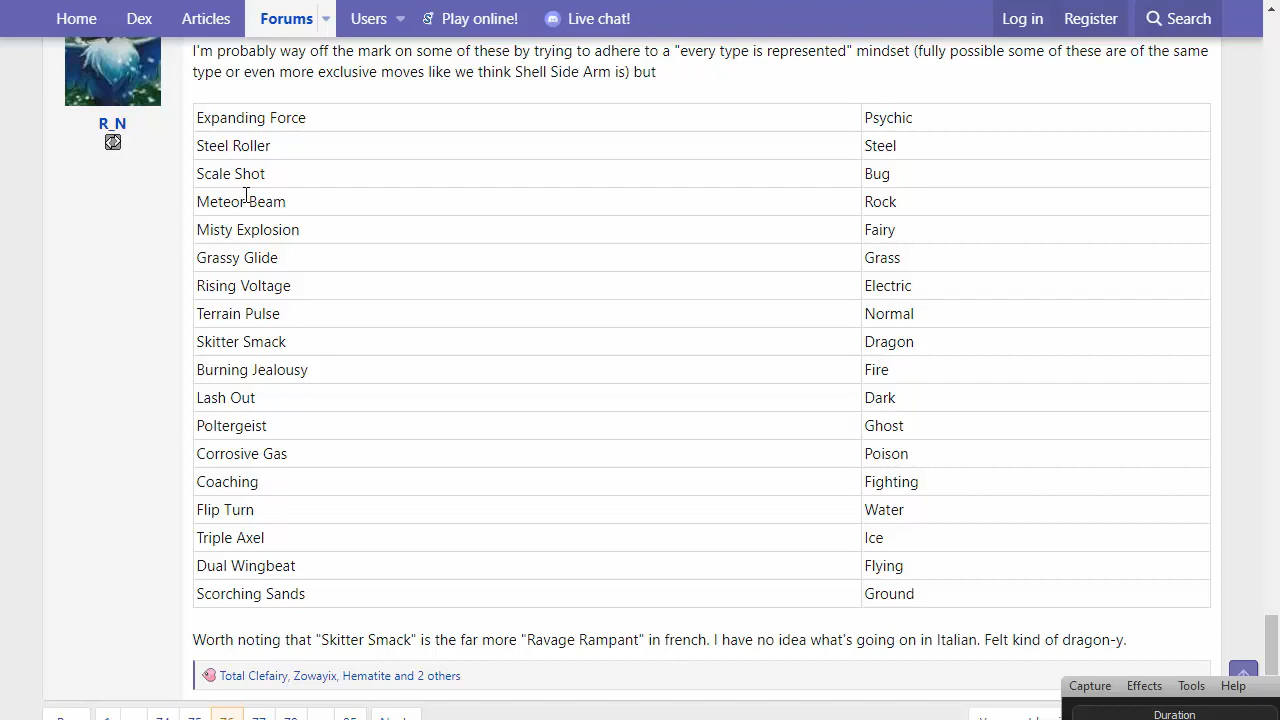 Home Dex Articles Forums Users Play online! Live chat! Log in Register Search
I'm probably way off the mark on some of these by trying to adhere to a "every type is represented" mindset (fully possible some of these are of the same
type or even more exclusive moves like we think Shell Side Arm is) but
R_N
Expanding Force Psychic
Steel Roller Steel
Scale Shot Bug
Meteor Beam Rock
Misty Explosion Fairy
Grassy Glide Grass
Rising Voltage Electric
Terrain Pulse Normal
Skitter Smack Dragon
Burning Jealousy Fire
Lash Out Dark
Poltergeist Ghost
Corrosive Gas Poison
Coaching Fighting
Flip Turn Water
Triple Axel Ice
Dual Wingbeat Flying
Scorching Sands Ground
Worth noting that "Skitter Smack" is the far more "Ravage Rampant" in french. I have no idea what's going on in Italian. Felt kind of dragon-y.
Total Clefairy, Zowayix, Hematite and 2 others
Capture Effects Tools Help
Duration